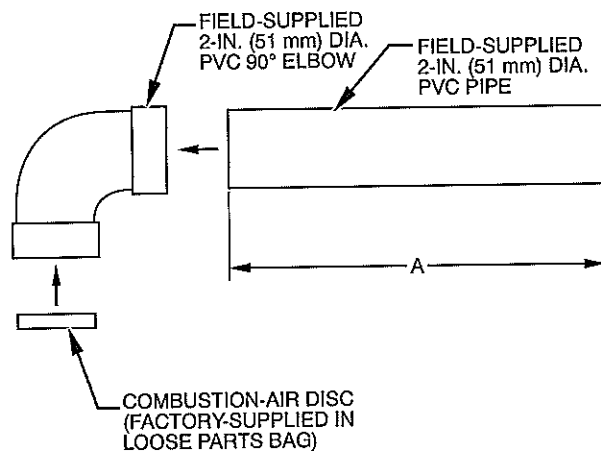 FIELD-SUPPLIED
2-IN. (51 mm) DIA.
PVC 90° ELBOW
FIELD-SUPPLIED
2-IN. (51 mm) DIA.
PVC PIPE
A
COMBUSTION-AIR DISC
(FACTORY-SUPPLIED IN
LOOSE PARTS BAG)